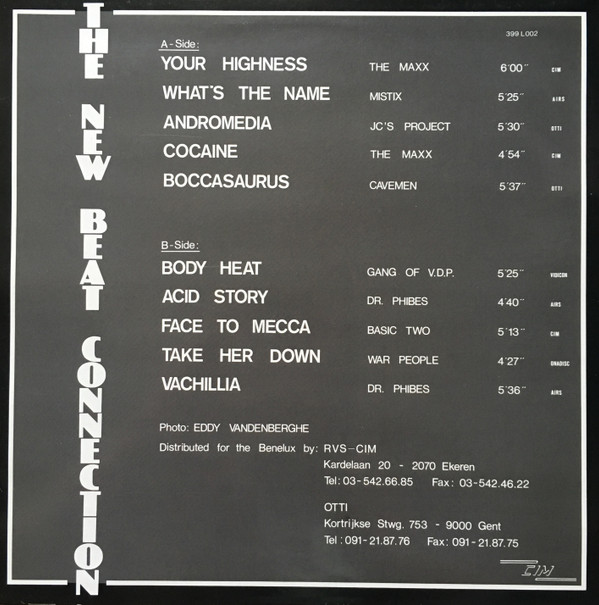 THE NEW BEAT CONNECTION
399 L002
A-Side:
YOUR HIGHNESS THE MAXX 6'00'' CIM
WHAT'S THE NAME MISTIX 5'25'' AIRS
ANDROMEDIA JC'S PROJECT 5'30'' OTTI
COCAINE THE MAXX 4'54'' CIM
BOCCASAURUS CAVEMEN 5'37'' OTTI
B-Side:
BODY HEAT GANG OF V.D.P. 5'25'' VIDICON
ACID STORY DR. PHIBES 4'40'' AIRS
FACE TO MECCA BASIC TWO 5'13'' CIM
TAKE HER DOWN WAR PEOPLE 4'27'' UNADISC
VACHILLIA DR. PHIBES 5'36'' AIRS
Photo: EDDY VANDENBERGHE
Distributed for the Benelux by: RVS-CIM
Kardelaan 20 - 2070 Ekeren
Tel: 03-542.66.85 Fax: 03-542.46.22
OTTI
Kortrijkse Stwg. 753 - 9000 Gent
Tel: 091-21.87.76 Fax: 091-21.87.75
CIM